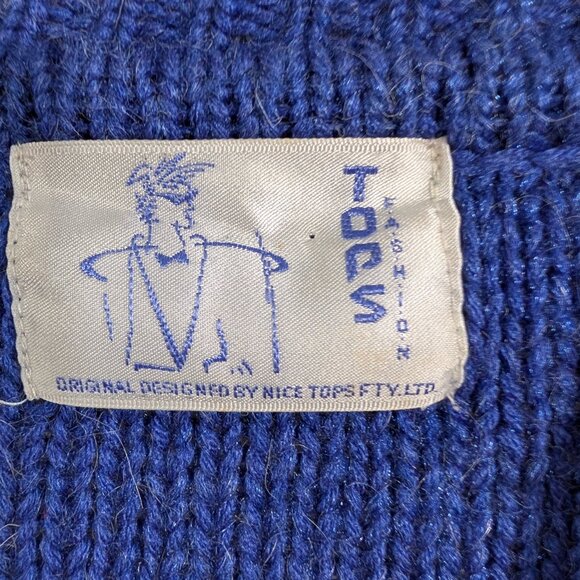 TOPS
FASHION
ORIGINAL DESIGNED BY NICE TOPS FTY. LTD.